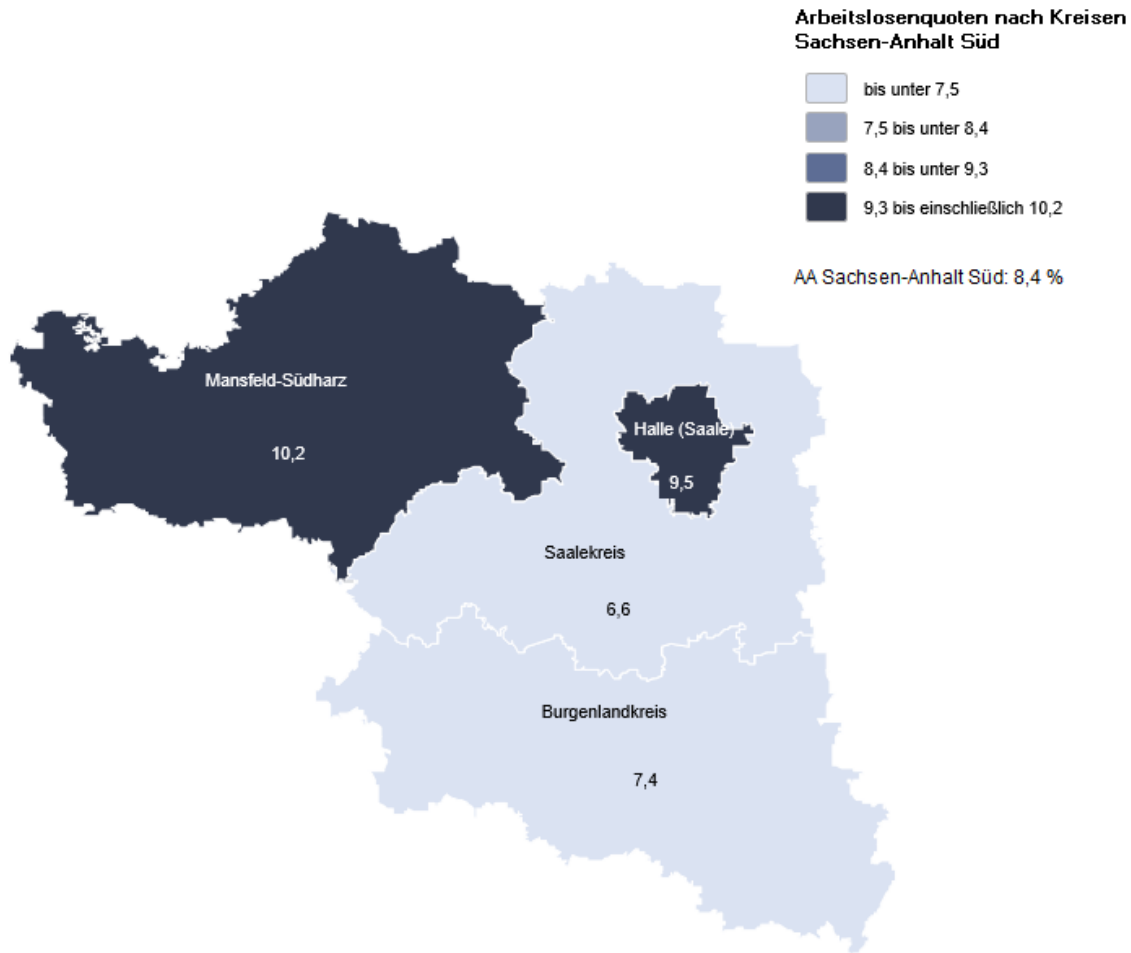 Arbeitslosenquoten nach Kreisen
Sachsen-Anhalt Süd
bis unter 7,5
7,5 bis unter 8,4
8,4 bis unter 9,3
9,3 bis einschließlich 10,2
AA Sachsen-Anhalt Süd: 8,4 %
Mansfeld-Südharz
10,2
Halle (Saale)
9,5
Saalekreis
6,6
Burgenlandkreis
7,4